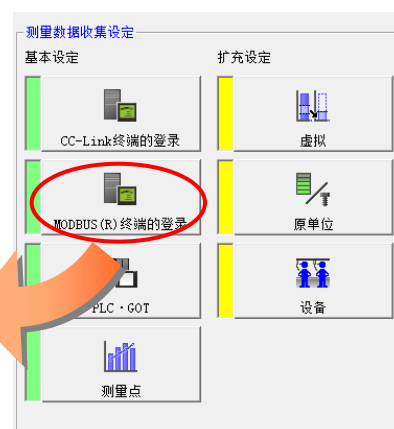 测量数据收集设定
基本设定
扩充设定
CC-Link终端的登录
虚拟
MODBUS(R)终端的登录
原单位
PLC・GOT
设备
测量点